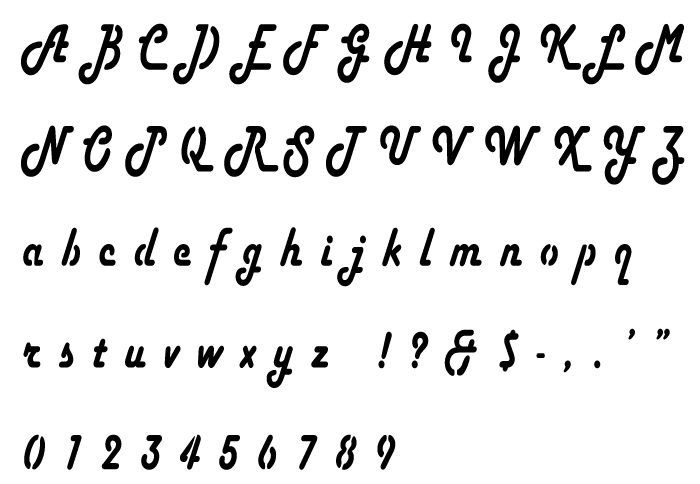 A B C D E F G H I J K L M
N O P Q R S T U V W X Y Z
a b c d e f g h i j k l m n o p q
r s t u v w x y z ! ? & $ - , . ' "
0 1 2 3 4 5 6 7 8 9